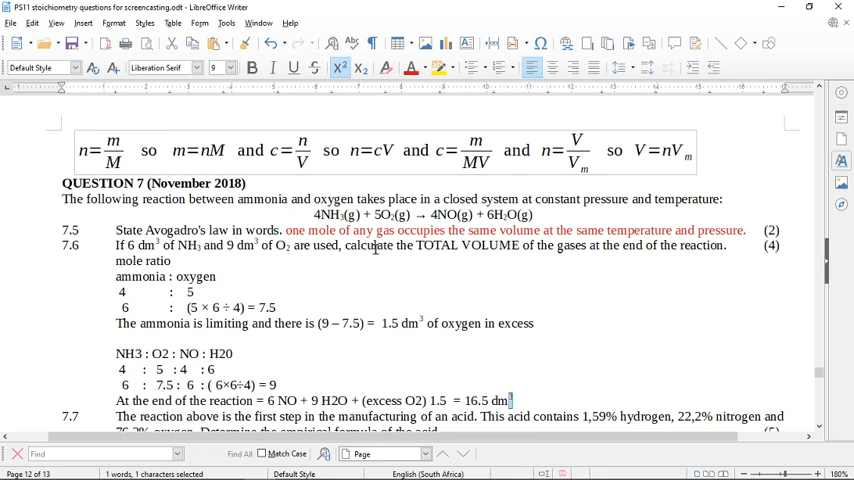 PS11 stoichiometry questions for screencasting.odt - LibreOffice Writer
File Edit View Insert Format Styles Table Form Tools Window Help
Default Style Liberation Serif 9
n=m/M so m=nM and c=n/V so n=cV and c=m/MV and n=V/Vm so V=nVm
QUESTION 7 (November 2018)
The following reaction between ammonia and oxygen takes place in a closed system at constant pressure and temperature:
4NH₃(g) + 5O₂(g) → 4NO(g) + 6H₂O(g)
7.5 State Avogadro's law in words. one mole of any gas occupies the same volume at the same temperature and pressure. (2)
7.6 If 6 dm³ of NH₃ and 9 dm³ of O₂ are used, calculate the TOTAL VOLUME of the gases at the end of the reaction. (4)
mole ratio
ammonia : oxygen
4 : 5
6 : (5 × 6 ÷ 4) = 7.5
The ammonia is limiting and there is (9 – 7.5) = 1.5 dm³ of oxygen in excess
NH3 : O2 : NO : H20
4 : 5 : 4 : 6
6 : 7.5 : 6 : ( 6×6÷4) = 9
At the end of the reaction = 6 NO + 9 H2O + (excess O2) 1.5 = 16.5 dm³
7.7 The reaction above is the first step in the manufacturing of an acid. This acid contains 1,59% hydrogen, 22,2% nitrogen and
76,2% oxygen. Determine the empirical formula of the acid. (5)
Find Find All Match Case Page
Page 12 of 13 1 words, 1 characters selected Default Style English (South Africa) 180%